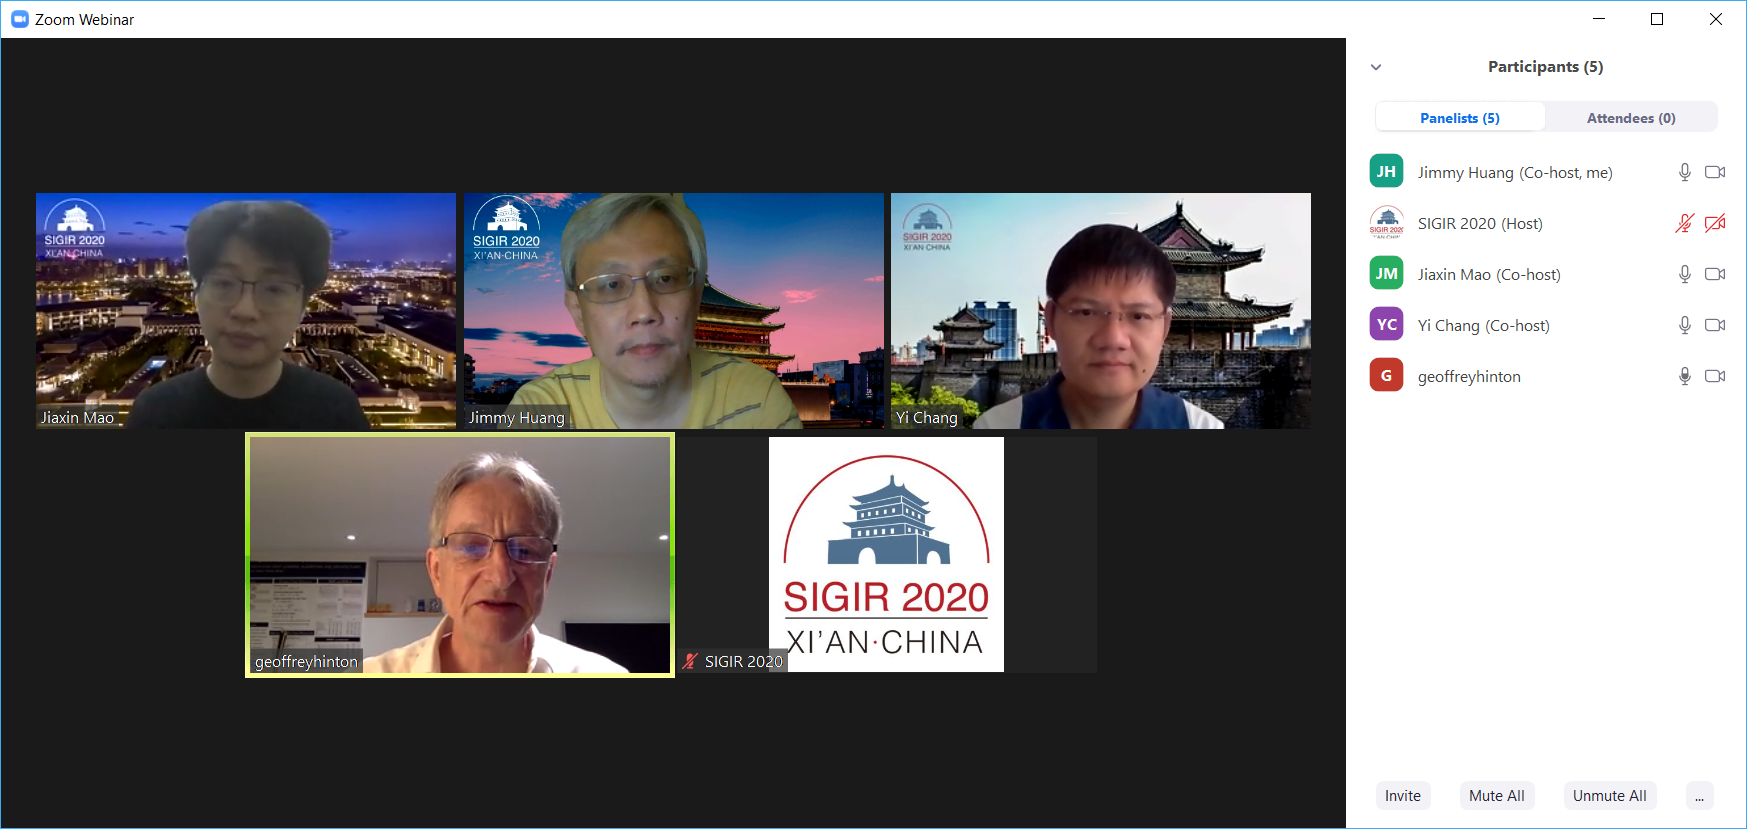 Zoom Webinar
Participants (5)
Panelists (5)
Attendees (0)
JH
Jimmy Huang (Co-host, me)
SIGIR 2020 (Host)
JM
Jiaxin Mao (Co-host)
YC
Yi Chang (Co-host)
G
geoffreyhinton
Invite
Mute All
Unmute All
...
SIGIR 2020
XI'AN·CHINA
Jiaxin Mao
SIGIR 2020
XI'AN·CHINA
Jimmy Huang
SIGIR 2020
XI'AN·CHINA
Yi Chang
geoffreyhinton
SIGIR 2020
SIGIR 2020
XI'AN·CHINA